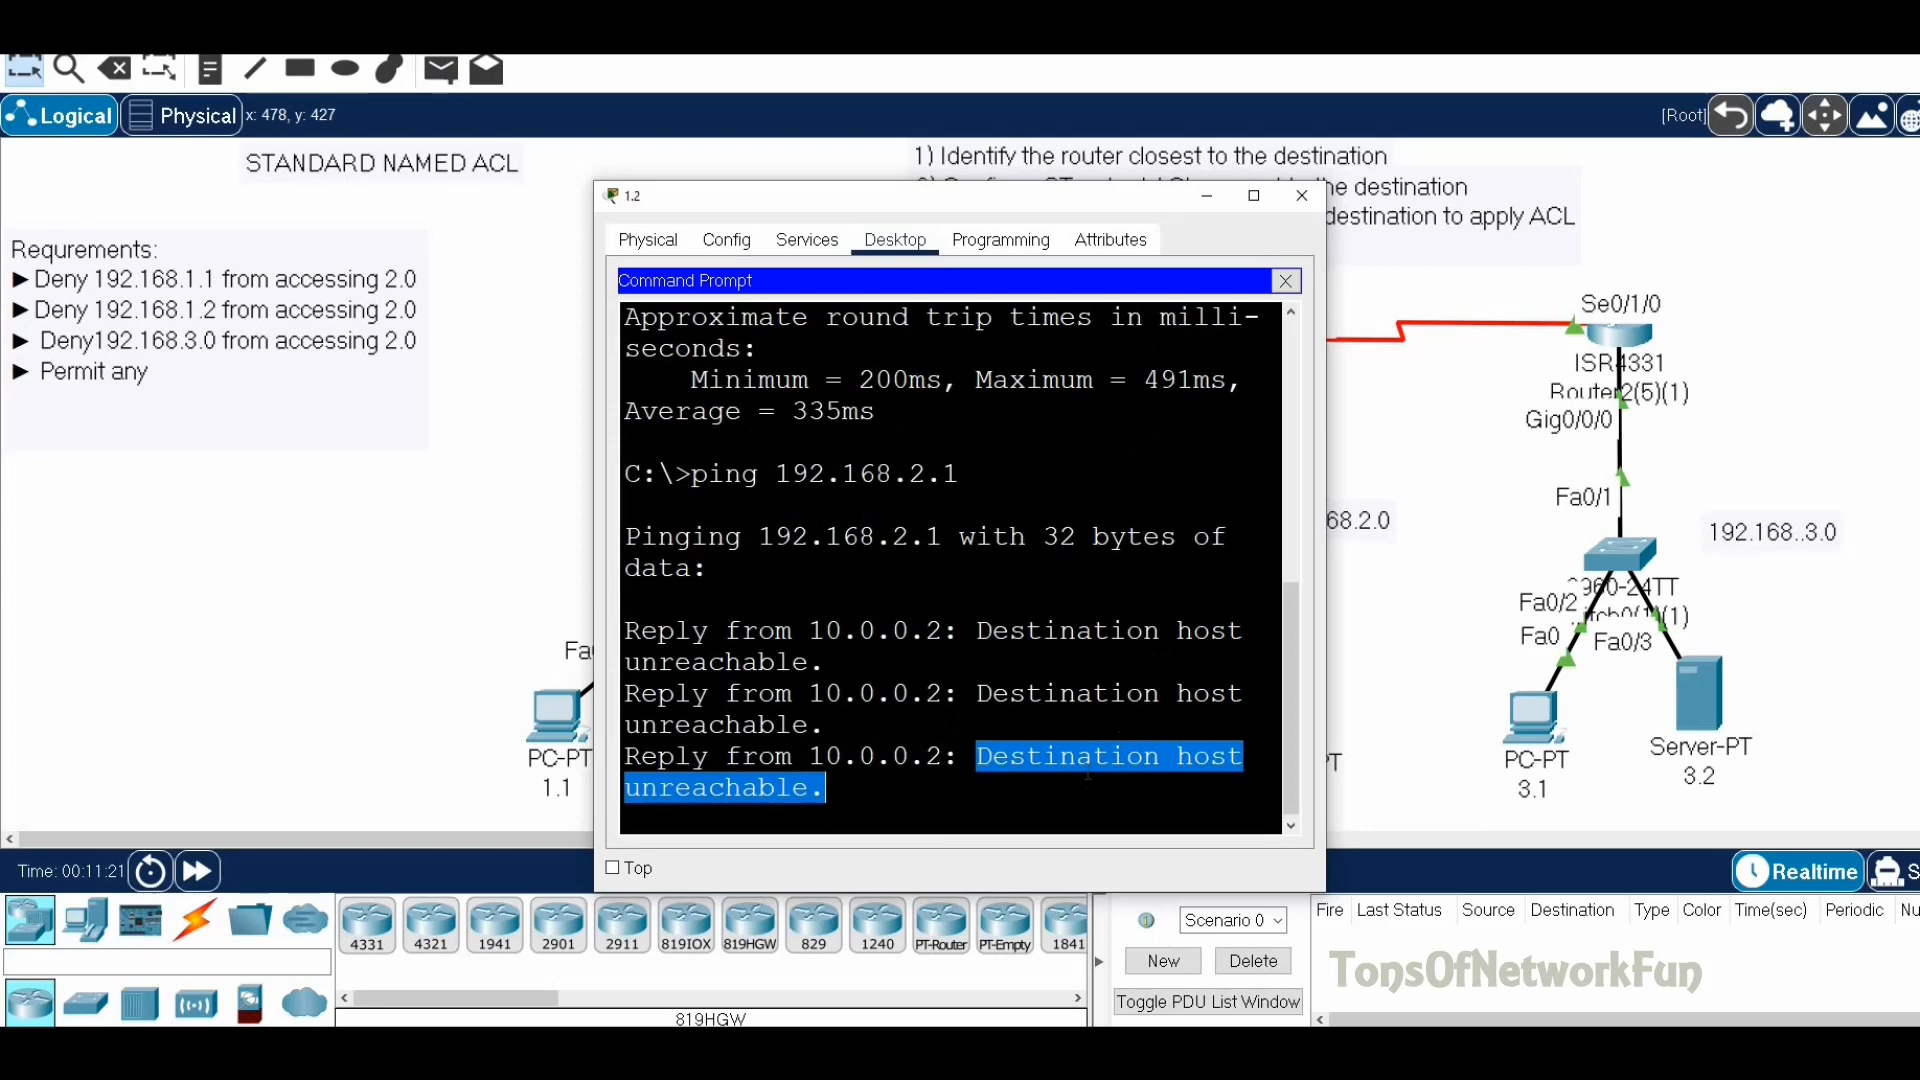 Logical
Physical
x: 478, y: 427
[Root]
STANDARD NAMED ACL
1) Identify the router closest to the destination
the destination
destination to apply ACL
Requrements:
►Deny 192.168.1.1 from accessing 2.0
►Deny 192.168.1.2 from accessing 2.0
► Deny192.168.3.0 from accessing 2.0
► Permit any
1.2
Physical
Config
Services
Desktop
Programming
Attributes
Command Prompt
Approximate round trip times in milli-
seconds:
Minimum = 200ms, Maximum = 491ms,
Average = 335ms
C:\>ping 192.168.2.1
Pinging 192.168.2.1 with 32 bytes of
data:
Reply from 10.0.0.2: Destination host
unreachable.
Reply from 10.0.0.2: Destination host
unreachable.
Reply from 10.0.0.2: Destination host
unreachable.
Top
Se0/1/0
ISR4331
Router2(5)(1)
Gig0/0/0
Fa0/1
68.2.0
192.168..3.0
960-24TT
Fa0/2
Fa0
Fa0/3
PC-PT
3.1
Server-PT
3.2
Fa
PC-PT
1.1
Time: 00:11:21
Realtime
S
4331
4321
1941
2901
2911
819IOX
819HGW
829
1240
PT-Router
PT-Empty
1841
819HGW
Scenario 0
New
Delete
Toggle PDU List Window
Fire
Last Status
Source
Destination
Type
Color
Time(sec)
Periodic
Nu
TonsOfNetworkFun